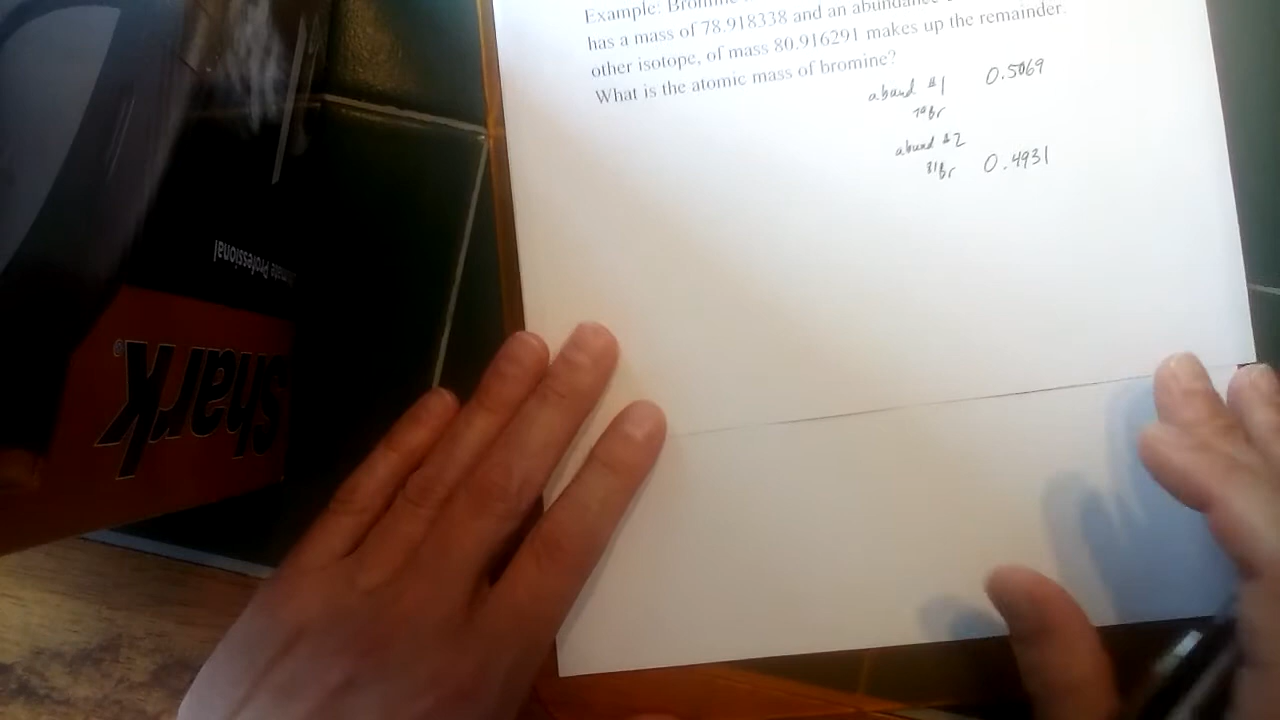 Example: Bromine
has a mass of 78.918338 and an abundance
other isotope, of mass 80.916291 makes up the remainder.
What is the atomic mass of bromine?
abund #1 0.5069
79Br
abund #2
81Br 0.4931
Professional
Shark